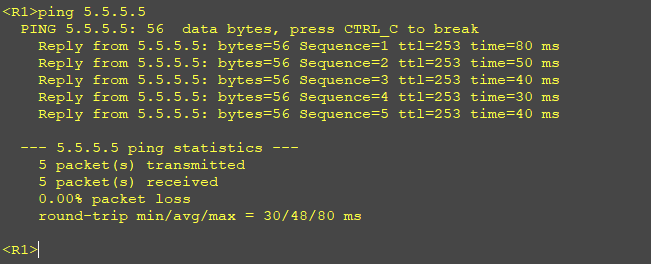 <R1>ping 5.5.5.5
  PING 5.5.5.5: 56  data bytes, press CTRL_C to break
    Reply from 5.5.5.5: bytes=56 Sequence=1 ttl=253 time=80 ms
    Reply from 5.5.5.5: bytes=56 Sequence=2 ttl=253 time=50 ms
    Reply from 5.5.5.5: bytes=56 Sequence=3 ttl=253 time=40 ms
    Reply from 5.5.5.5: bytes=56 Sequence=4 ttl=253 time=30 ms
    Reply from 5.5.5.5: bytes=56 Sequence=5 ttl=253 time=40 ms

  --- 5.5.5.5 ping statistics ---
    5 packet(s) transmitted
    5 packet(s) received
    0.00% packet loss
    round-trip min/avg/max = 30/48/80 ms

<R1>